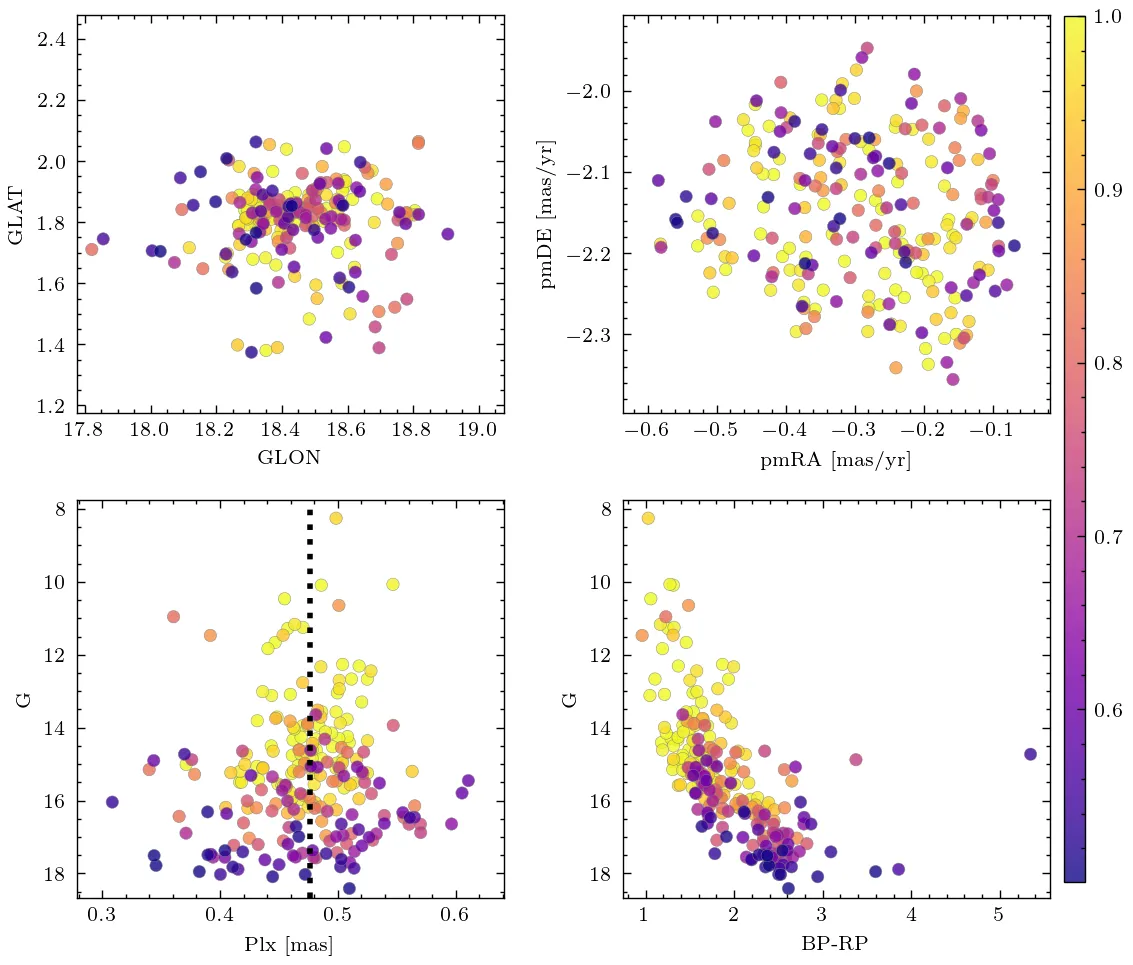 2.4
2.2
2.0
1.8
1.6
1.4
1.2
GLAT
17.8 18.0 18.2 18.4 18.6 18.8 19.0
GLON
−2.0
−2.1
−2.2
−2.3
pmDE [mas/yr]
−0.6 −0.5 −0.4 −0.3 −0.2 −0.1
pmRA [mas/yr]
1.0
0.9
0.8
0.7
0.6
8
10
12
14
16
18
G
0.3 0.4 0.5 0.6
Plx [mas]
8
10
12
14
16
18
G
1 2 3 4 5
BP-RP